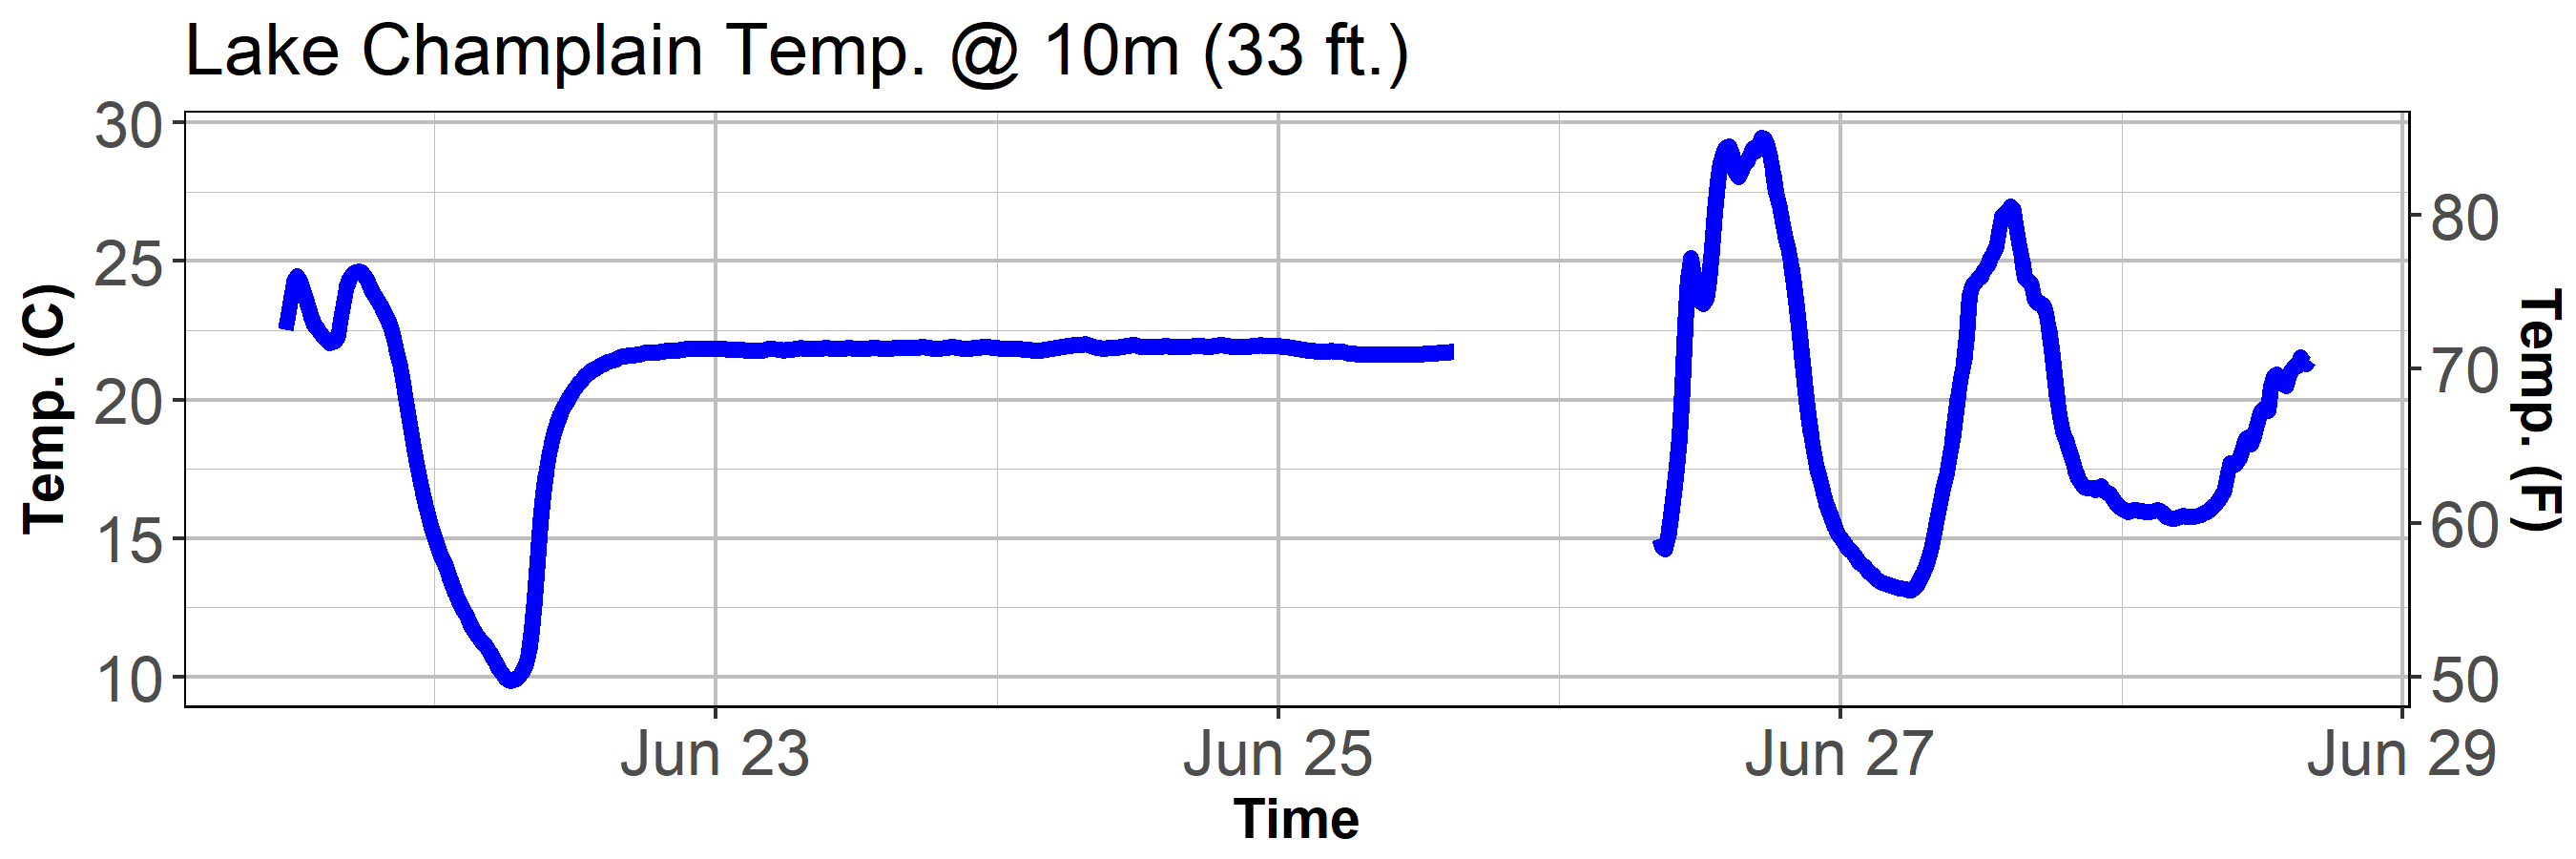 Lake Champlain Temp. @ 10m (33 ft.)
Temp. (C)
30
25
20
15
10
80
70
60
50
Temp. (F)
Jun 23
Jun 25
Jun 27
Jun 29
Time